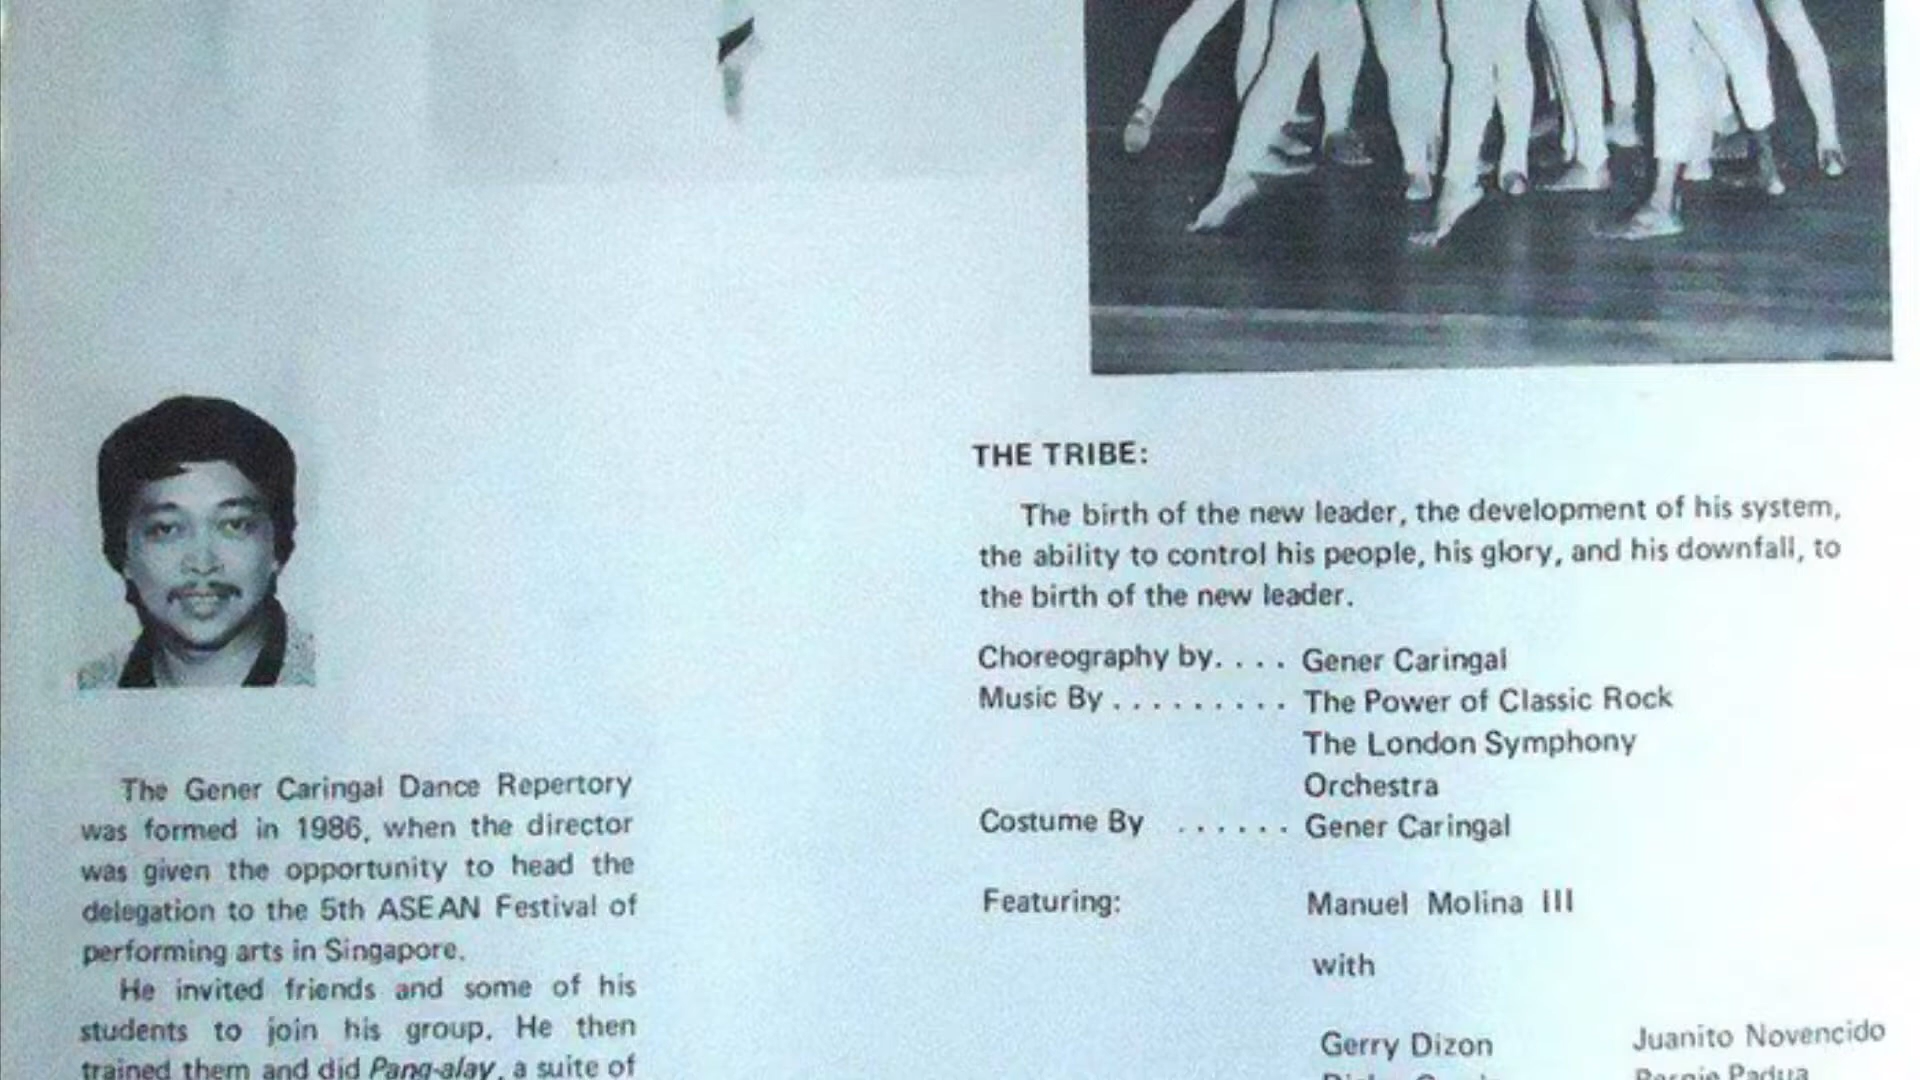 The Gener Caringal Dance Repertory
was formed in 1986, when the director
was given the opportunity to head the
delegation to the 5th ASEAN Festival of
performing arts in Singapore.
He invited friends and some of his
students to join his group. He then
trained them and did Pang-alay, a suite of
THE TRIBE:
The birth of the new leader, the development of his system,
the ability to control his people, his glory, and his downfall, to
the birth of the new leader.
Choreography by. . . . Gener Caringal
Music By . . . . . . . . . The Power of Classic Rock
The London Symphony
Orchestra
Costume By . . . . . . Gener Caringal
Featuring: Manuel Molina III
with
Gerry Dizon Juanito Novencido
Padua